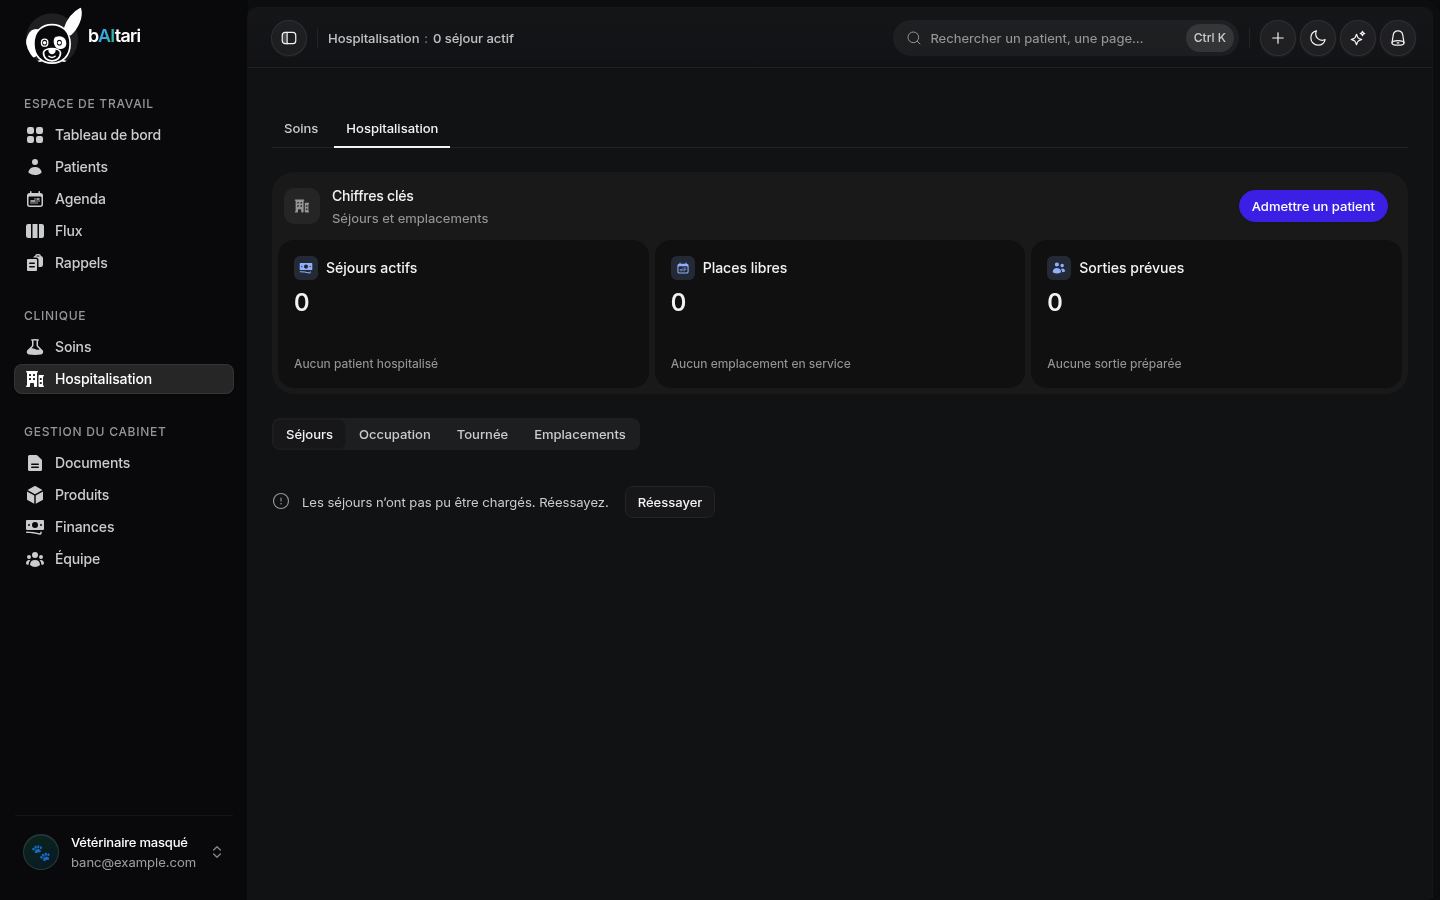 bAItari
Hospitalisation : 0 séjour actif
Rechercher un patient, une page...
Ctrl K
ESPACE DE TRAVAIL
Tableau de bord
Patients
Agenda
Flux
Rappels
CLINIQUE
Soins
Hospitalisation
GESTION DU CABINET
Documents
Produits
Finances
Équipe
Vétérinaire masqué
banc@example.com
Soins
Hospitalisation
Chiffres clés
Séjours et emplacements
Admettre un patient
Séjours actifs
0
Aucun patient hospitalisé
Places libres
0
Aucun emplacement en service
Sorties prévues
0
Aucune sortie préparée
Séjours
Occupation
Tournée
Emplacements
Les séjours n’ont pas pu être chargés. Réessayez.
Réessayer